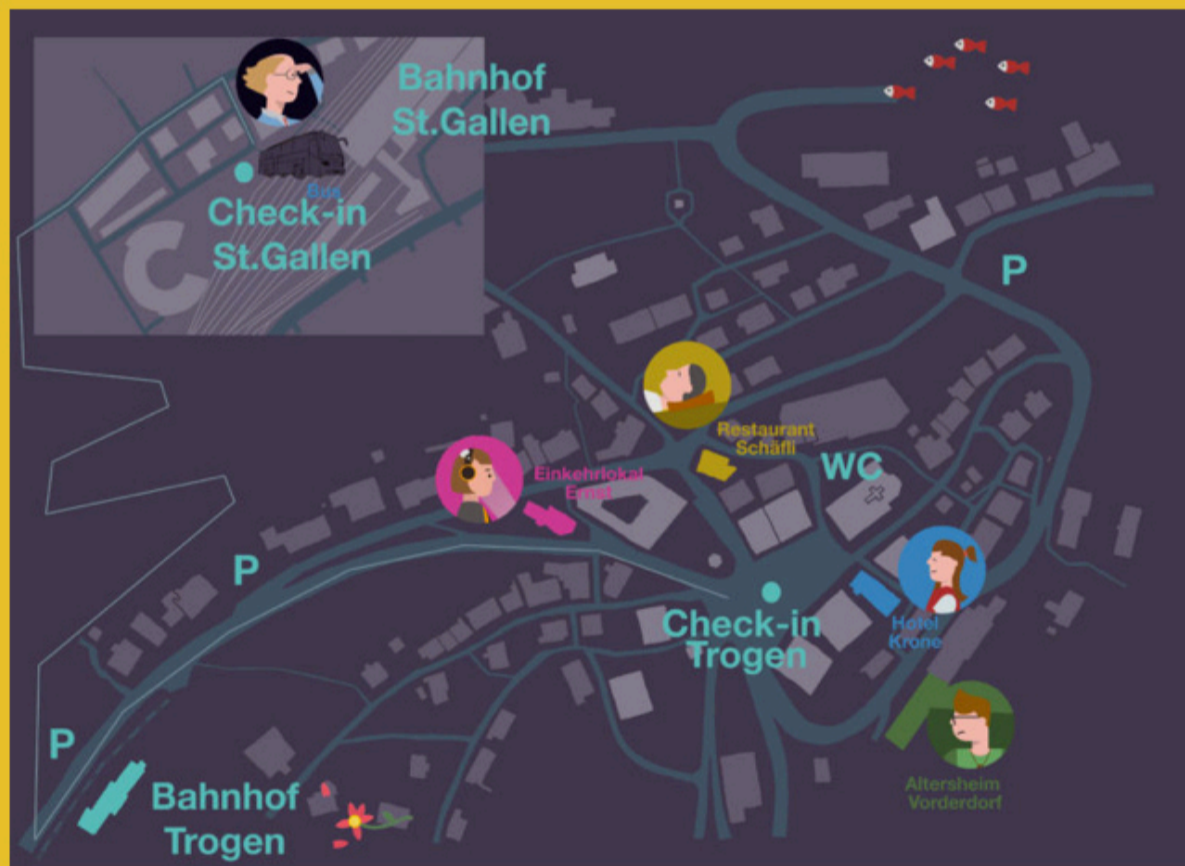 Bahnhof
St.Gallen
Bus
Check-in
St.Gallen
P
Restaurant
Schäfli
WC
Einkehrlokal
Ernst
P
Check-in
Trogen
Hotel
Krone
P
Bahnhof
Trogen
Altersheim
Vorderdorf